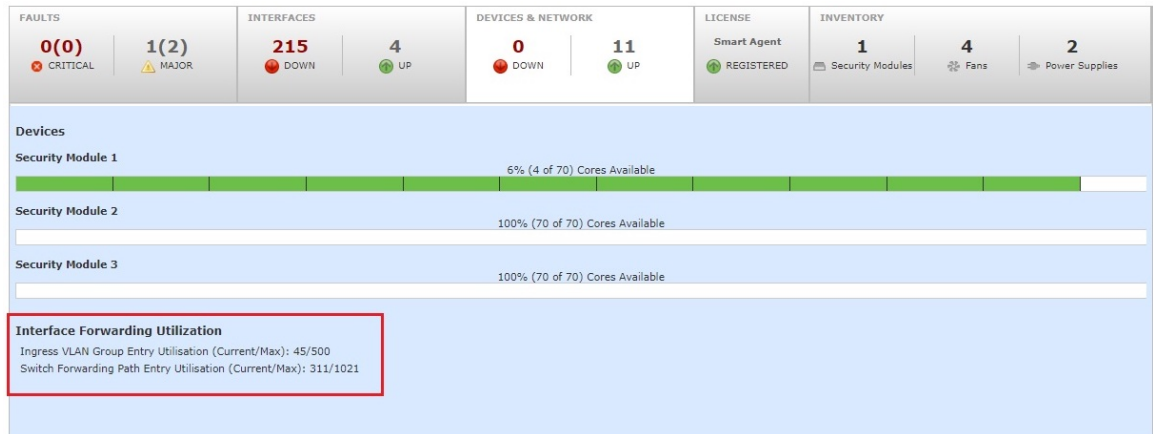 FAULTS
0(0)
CRITICAL
1(2)
MAJOR
INTERFACES
215
DOWN
4
UP
DEVICES & NETWORK
0
DOWN
11
UP
LICENSE
Smart Agent
REGISTERED
INVENTORY
1
Security Modules
4
Fans
2
Power Supplies
Devices
Security Module 1
6% (4 of 70) Cores Available
Security Module 2
100% (70 of 70) Cores Available
Security Module 3
100% (70 of 70) Cores Available
Interface Forwarding Utilization
Ingress VLAN Group Entry Utilisation (Current/Max): 45/500
Switch Forwarding Path Entry Utilisation (Current/Max): 311/1021